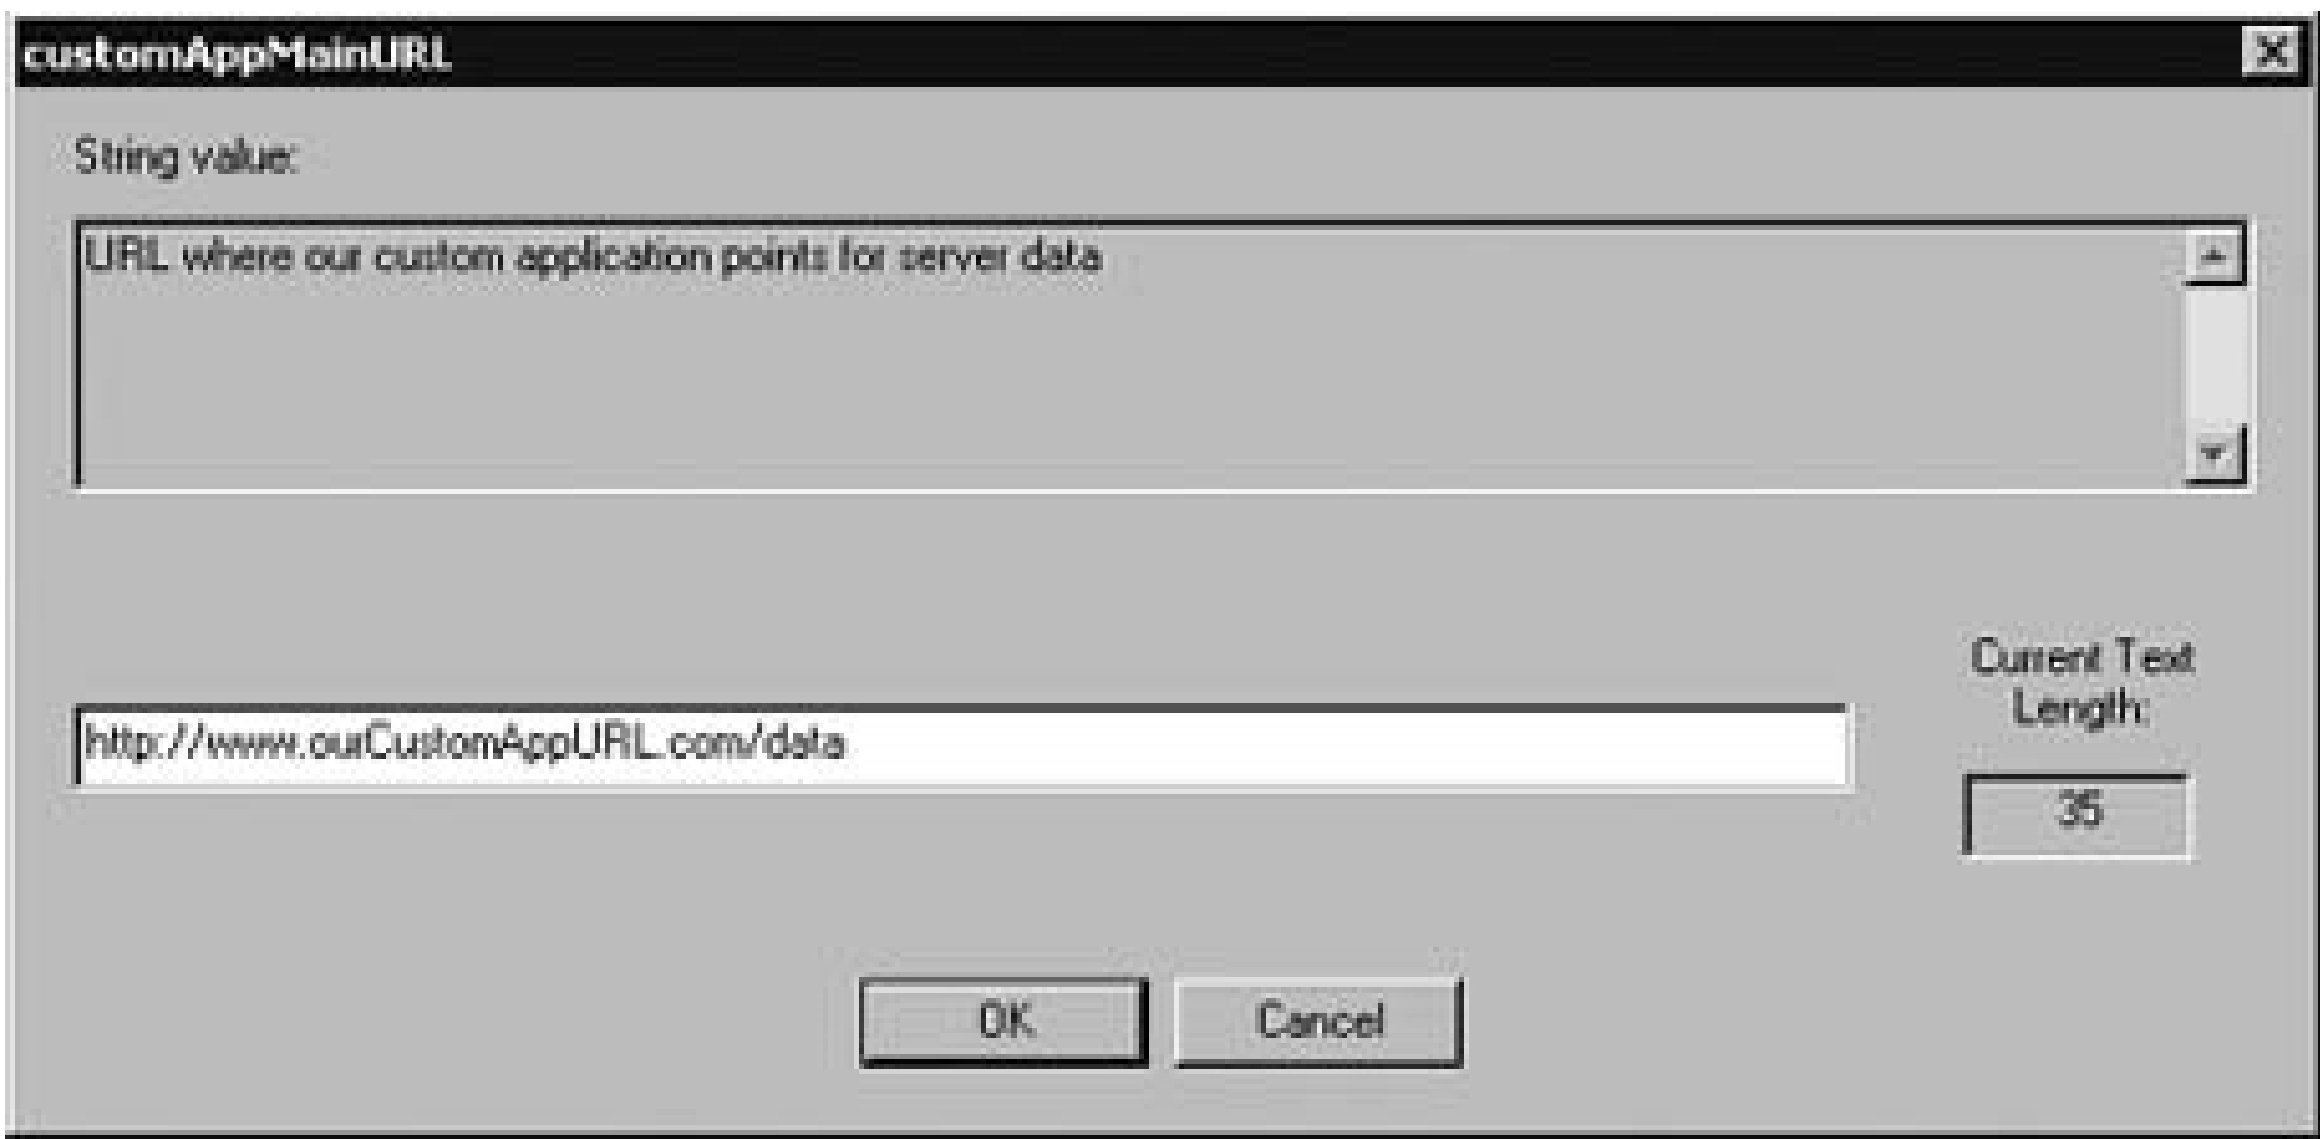 customAppMainURL
String value:
URL where our custom application points for server data
Current Text
Length:
http://www.ourCustomAppURL.com/data
35
OK Cancel